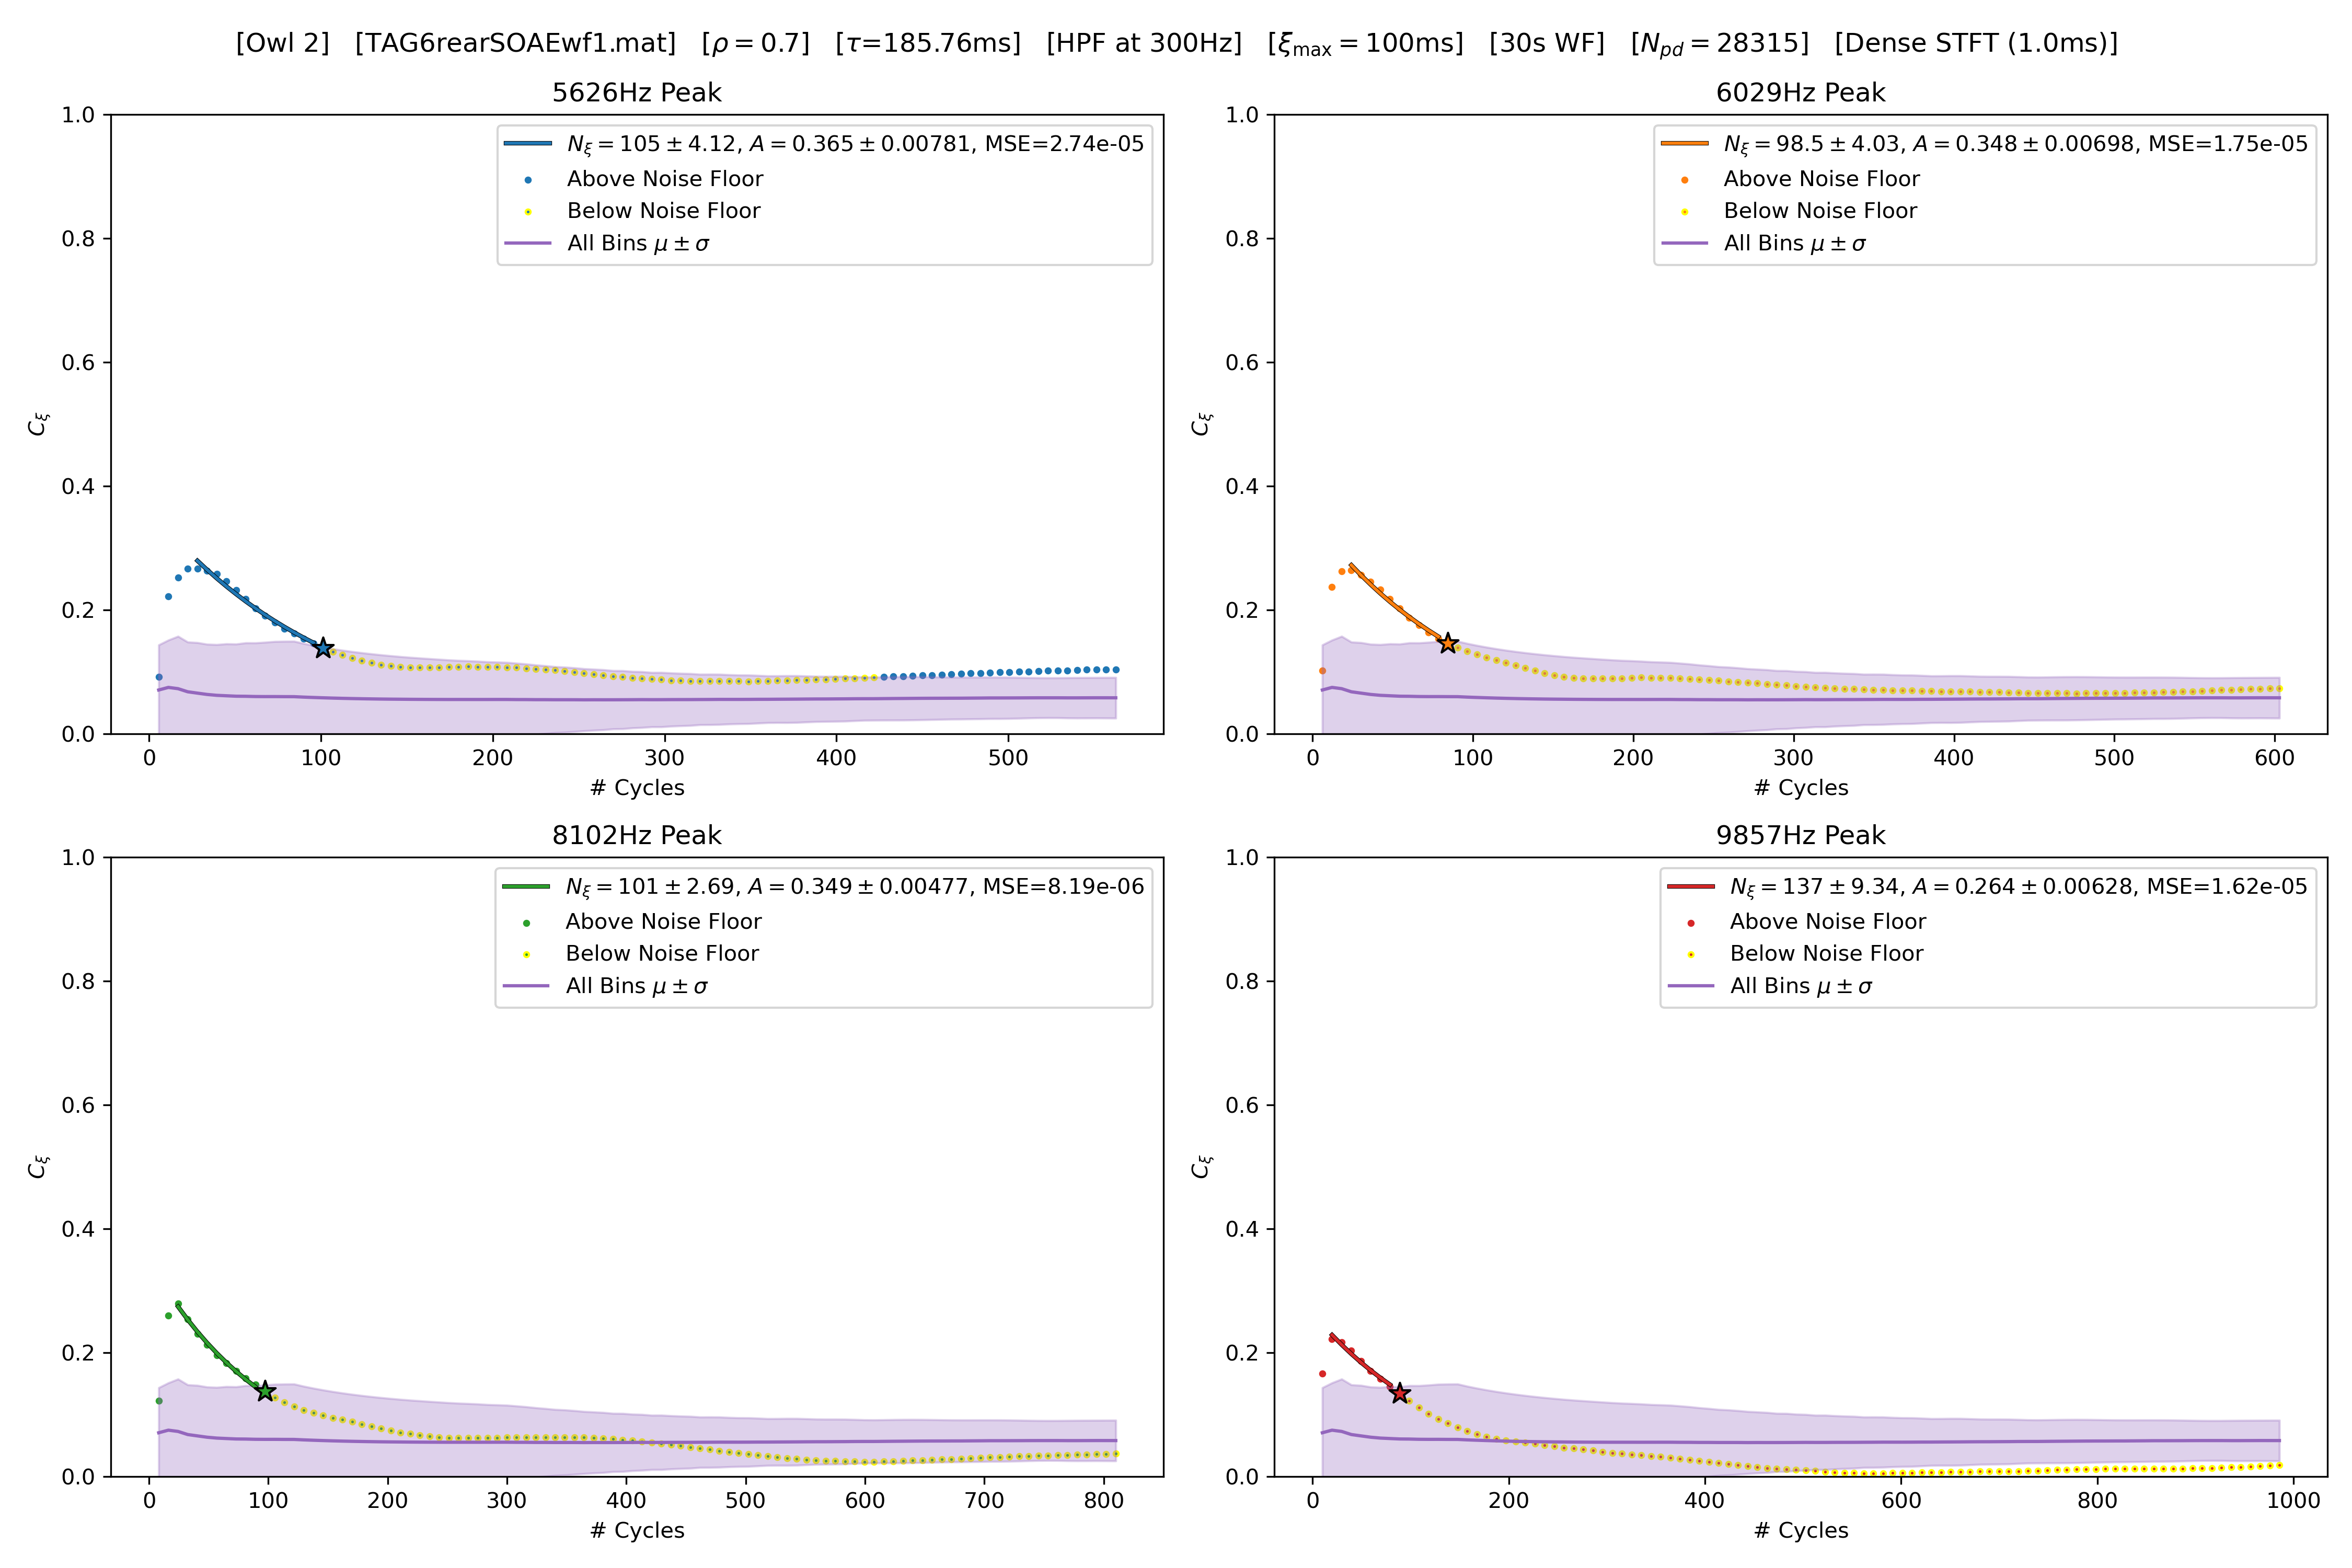 [Owl 2] [TAG6rearSOAEwf1.mat] [ρ = 0.7] [τ=185.76ms] [HPF at 300Hz] [ξmax = 100ms] [30s WF] [Npd = 28315] [Dense STFT (1.0ms)]
5626Hz Peak
Nξ = 105 ± 4.12, A = 0.365 ± 0.00781, MSE=2.74e-05
Above Noise Floor
Below Noise Floor
All Bins μ ± σ
1.0
0.8
0.6
0.4
0.2
0.0
Cξ
0 100 200 300 400 500
# Cycles
6029Hz Peak
Nξ = 98.5 ± 4.03, A = 0.348 ± 0.00698, MSE=1.75e-05
Above Noise Floor
Below Noise Floor
All Bins μ ± σ
1.0
0.8
0.6
0.4
0.2
0.0
Cξ
0 100 200 300 400 500 600
# Cycles
8102Hz Peak
Nξ = 101 ± 2.69, A = 0.349 ± 0.00477, MSE=8.19e-06
Above Noise Floor
Below Noise Floor
All Bins μ ± σ
1.0
0.8
0.6
0.4
0.2
0.0
Cξ
0 100 200 300 400 500 600 700 800
# Cycles
9857Hz Peak
Nξ = 137 ± 9.34, A = 0.264 ± 0.00628, MSE=1.62e-05
Above Noise Floor
Below Noise Floor
All Bins μ ± σ
1.0
0.8
0.6
0.4
0.2
0.0
Cξ
0 200 400 600 800 1000
# Cycles